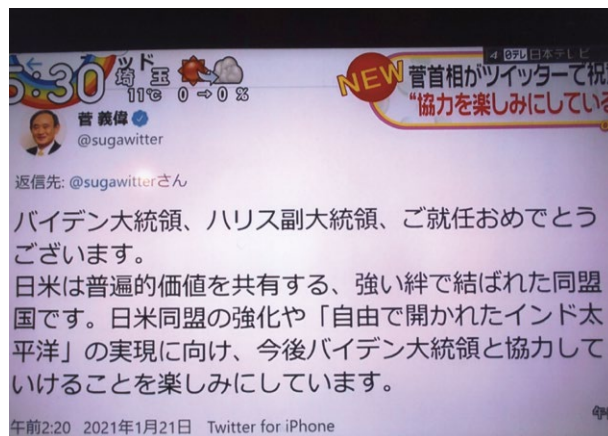 4 日テレ 日本テレビ
5:30
ッド
埼玉
11℃ 0→0%
NEW
菅首相がツイッターで祝
“協力を楽しみにしている
菅 義偉
@sugawitter
返信先: @sugawitterさん
バイデン大統領、ハリス副大統領、ご就任おめでとう
ございます。
日米は普遍的価値を共有する、強い絆で結ばれた同盟
国です。日米同盟の強化や「自由で開かれたインド太
平洋」の実現に向け、今後バイデン大統領と協力して
いけることを楽しみにしています。
午前2:20 2021年1月21日 Twitter for iPhone